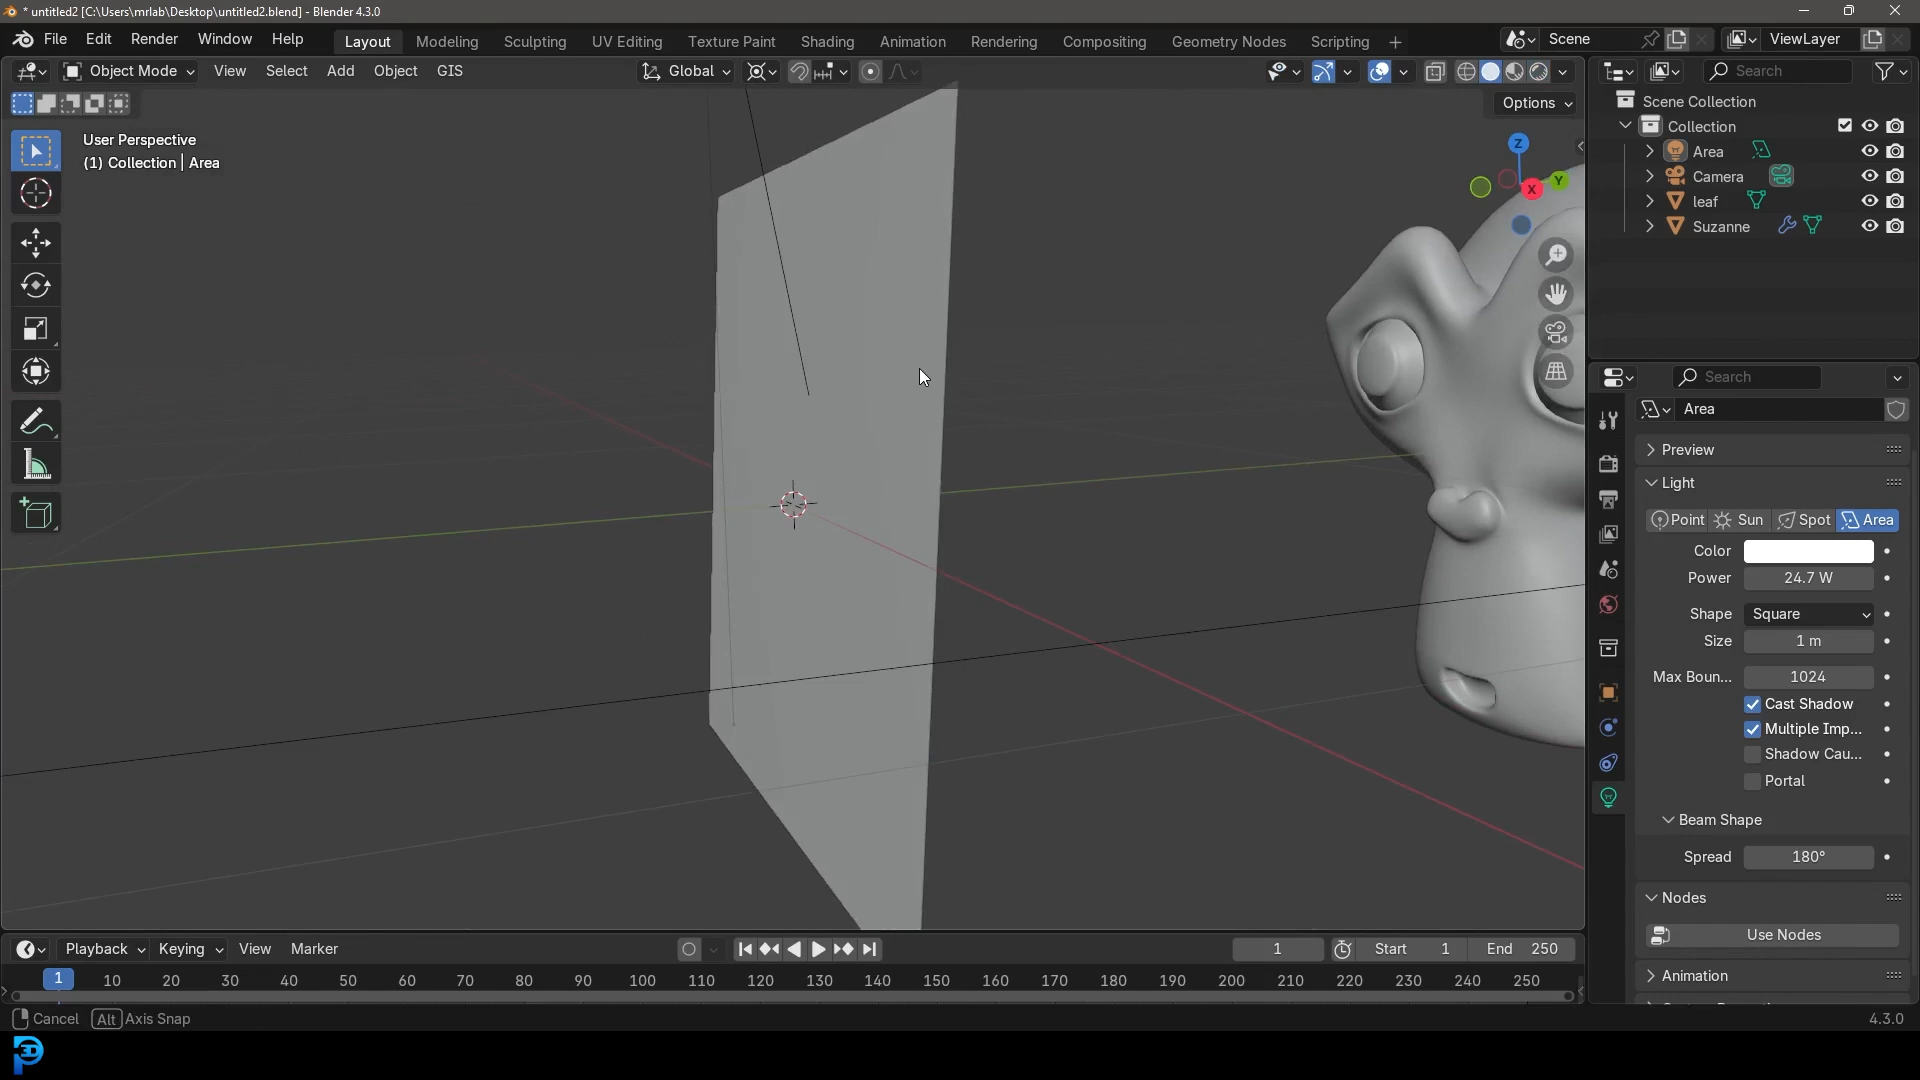 * untitled2 [C:\Users\mrlab\Desktop\untitled2.blend] - Blender 4.3.0
File Edit Render Window Help Layout Modeling Sculpting UV Editing Texture Paint Shading Animation Rendering Compositing Geometry Nodes Scripting + Scene ViewLayer
Object Mode View Select Add Object GIS Global Search
Options
User Perspective
(1) Collection | Area
Scene Collection
Collection
Area
Camera
leaf
Suzanne
Z
Y
X
Search
Area
Preview
Light
Point Sun Spot Area
Color
Power 24.7 W
Shape Square
Size 1 m
Max Boun... 1024
Cast Shadow
Multiple Imp...
Shadow Cau...
Portal
Beam Shape
Spread 180°
Nodes
Use Nodes
Animation
Playback Keying View Marker 1 Start 1 End 250
1 10 20 30 40 50 60 70 80 90 100 110 120 130 140 150 160 170 180 190 200 210 220 230 240 250
Cancel Alt Axis Snap 4.3.0
3D